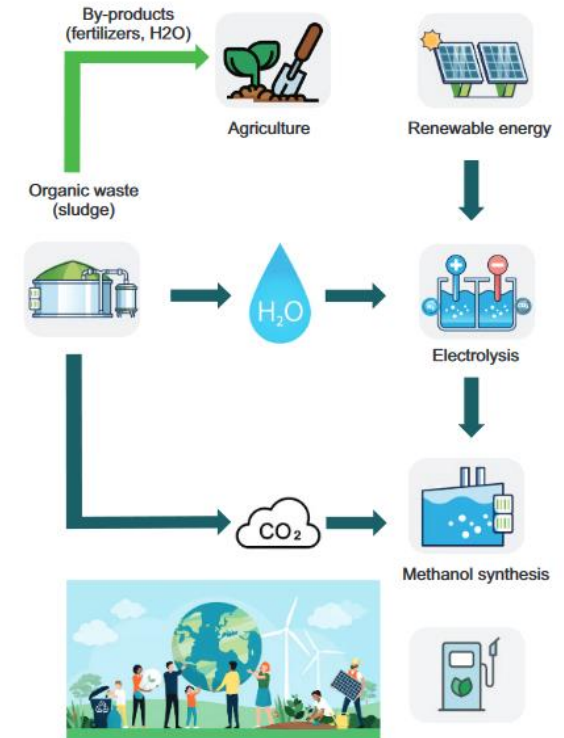 By-products
(fertilizers, H2O)
Agriculture
Renewable energy
Organic waste
(sludge)
H₂O
Electrolysis
CO₂
Methanol synthesis